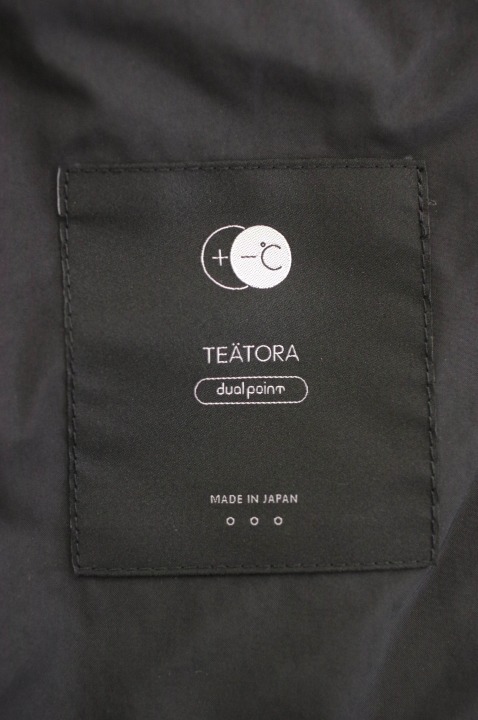 + −℃
TEÄTORA
dualpoint
MADE IN JAPAN